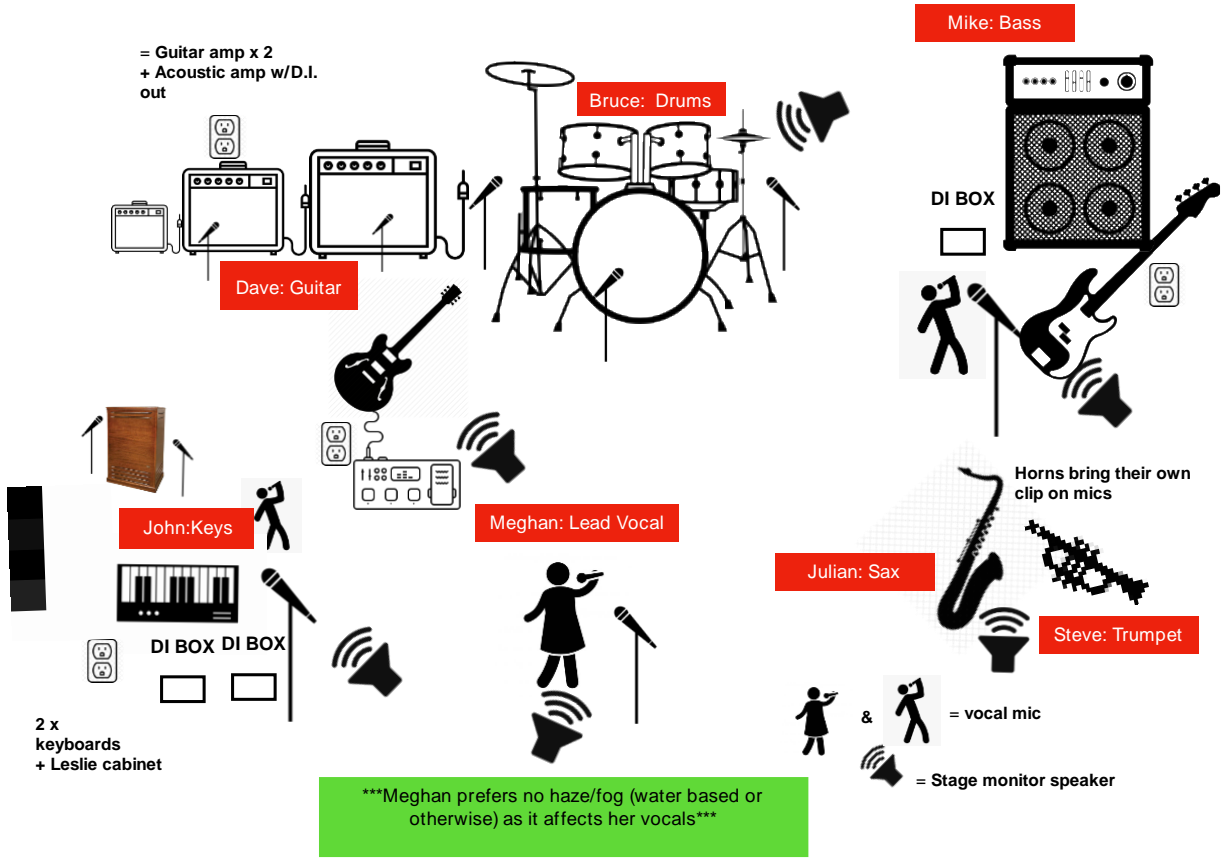 Mike: Bass
= Guitar amp x 2
+ Acoustic amp w/D.I.
out
Bruce:  Drums
DI BOX
Dave: Guitar
Horns bring their own
clip on mics
John:Keys
Meghan: Lead Vocal
Julian: Sax
Steve: Trumpet
DI BOX
DI BOX
2 x
keyboards
+ Leslie cabinet
&
= vocal mic
= Stage monitor speaker
***Meghan prefers no haze/fog (water based or
otherwise) as it affects her vocals***